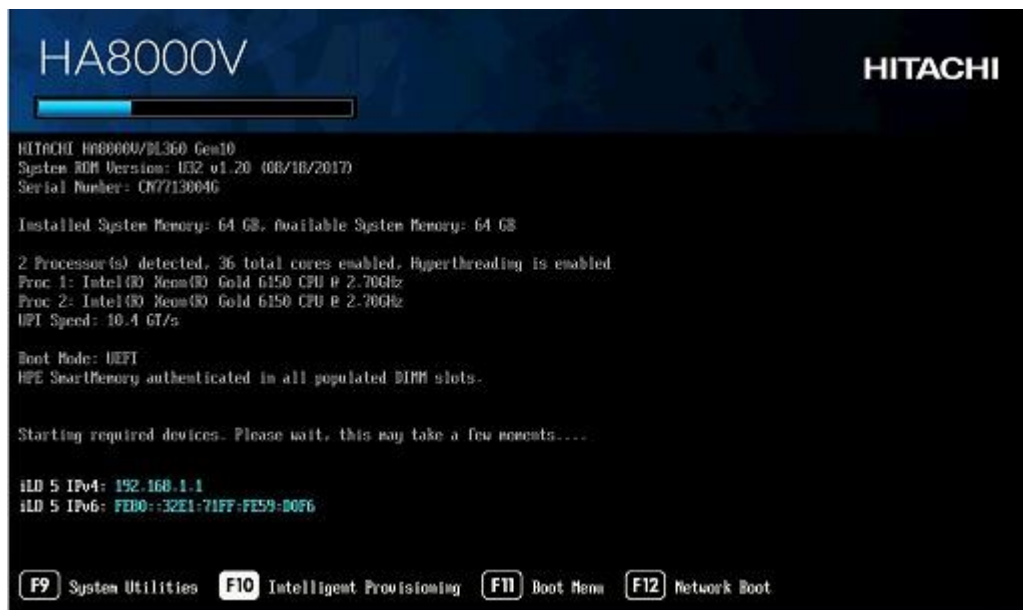 HA8000V
HITACHI
HITACHI HA8000V/DL360 Gen10
System ROM Version: U32 v1.20 (08/18/2017)
Serial Number: CN7713004G
Installed System Memory: 64 GB, Available System Memory: 64 GB
2 Processor(s) detected, 36 total cores enabled, Hyperthreading is enabled
Proc 1: Intel(R) Xeon(R) Gold 6150 CPU @ 2.70GHz
Proc 2: Intel(R) Xeon(R) Gold 6150 CPU @ 2.70GHz
UPI Speed: 10.4 GT/s
Boot Mode: UEFI
HPE SmartMemory authenticated in all populated DIMM slots.
Starting required devices. Please wait, this may take a few moments....
iLO 5 IPv4: 192.168.1.1
iLO 5 IPv6: FE80::32E1:71FF:FE59:D0F6
F9 System Utilities F10 Intelligent Provisioning F11 Boot Menu F12 Network Boot